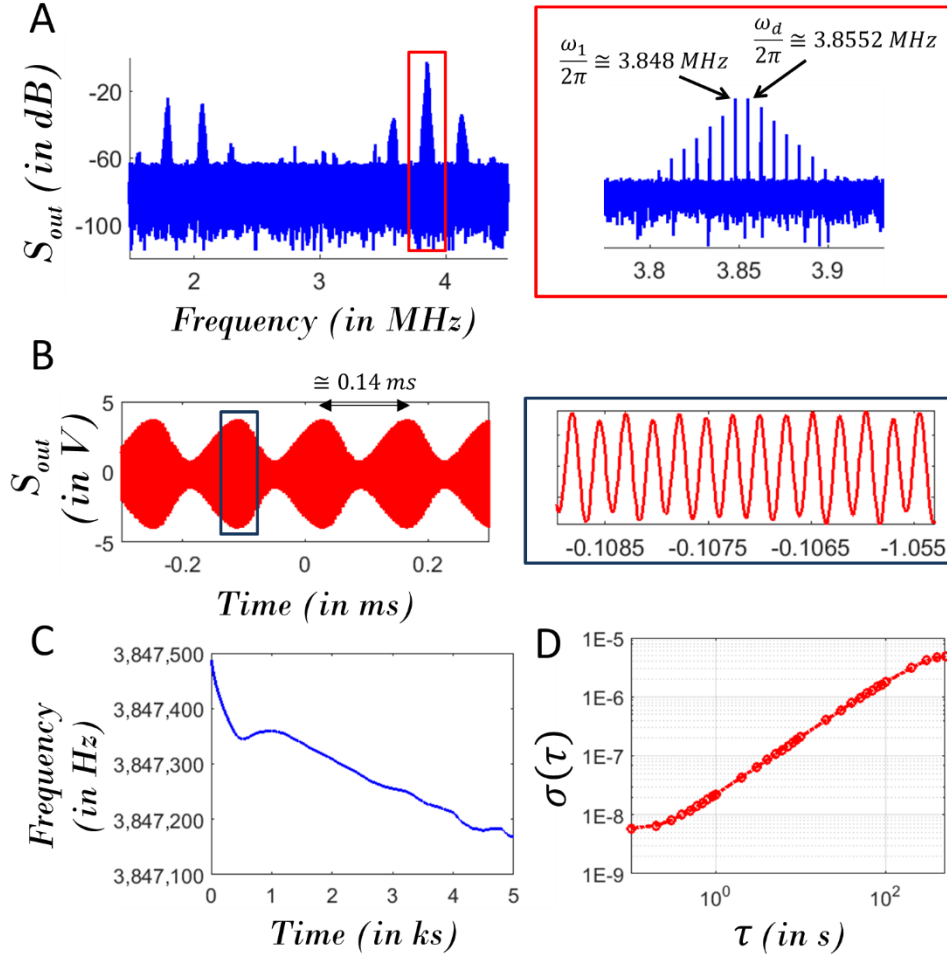 A
S_out (in dB)
-20
-60
-100
2
3
4
Frequency (in MHz)
ω_1/2π ≅ 3.848 MHz
ω_d/2π ≅ 3.8552 MHz
3.8
3.85
3.9
B
≅ 0.14 ms
S_out
(in V)
5
0
-5
-0.2
0
0.2
Time (in ms)
-0.1085
-0.1075
-0.1065
-1.055
C
Frequency
(in Hz)
3,847,500
3,847,400
3,847,300
3,847,200
3,847,100
0
1
2
3
4
5
Time (in ks)
D
σ(τ)
1E-5
1E-6
1E-7
1E-8
1E-9
10^0
10^2
τ (in s)